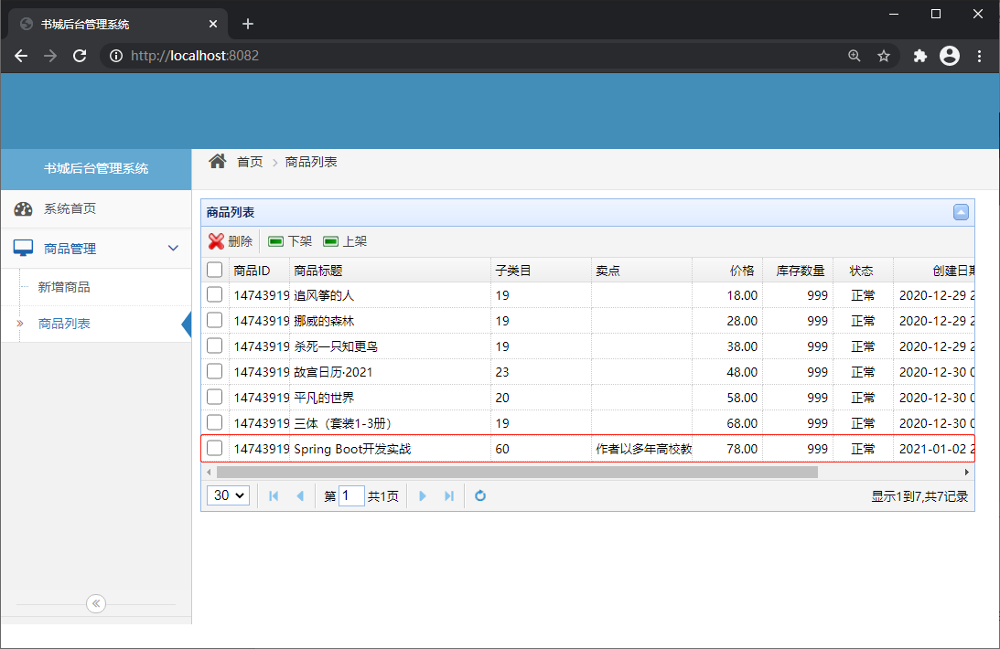 书城后台管理系统
http://localhost:8082
书城后台管理系统
首页 商品列表
系统首页
商品管理
新增商品
商品列表
商品列表
删除 下架 上架
商品ID 商品标题 子类目 卖点 价格 库存数量 状态 创建日期
14743919 追风筝的人 19 18.00 999 正常 2020-12-29 2
14743919 挪威的森林 19 28.00 999 正常 2020-12-29 2
14743919 杀死一只知更鸟 19 38.00 999 正常 2020-12-29 2
14743919 故宫日历·2021 23 48.00 999 正常 2020-12-30 0
14743919 平凡的世界 20 58.00 999 正常 2020-12-30 0
14743919 三体（套装1-3册） 19 68.00 999 正常 2020-12-30 0
14743919 Spring Boot开发实战 60 作者以多年高校教 78.00 999 正常 2021-01-02 2
30 第 1 共1页 显示1到7,共7记录